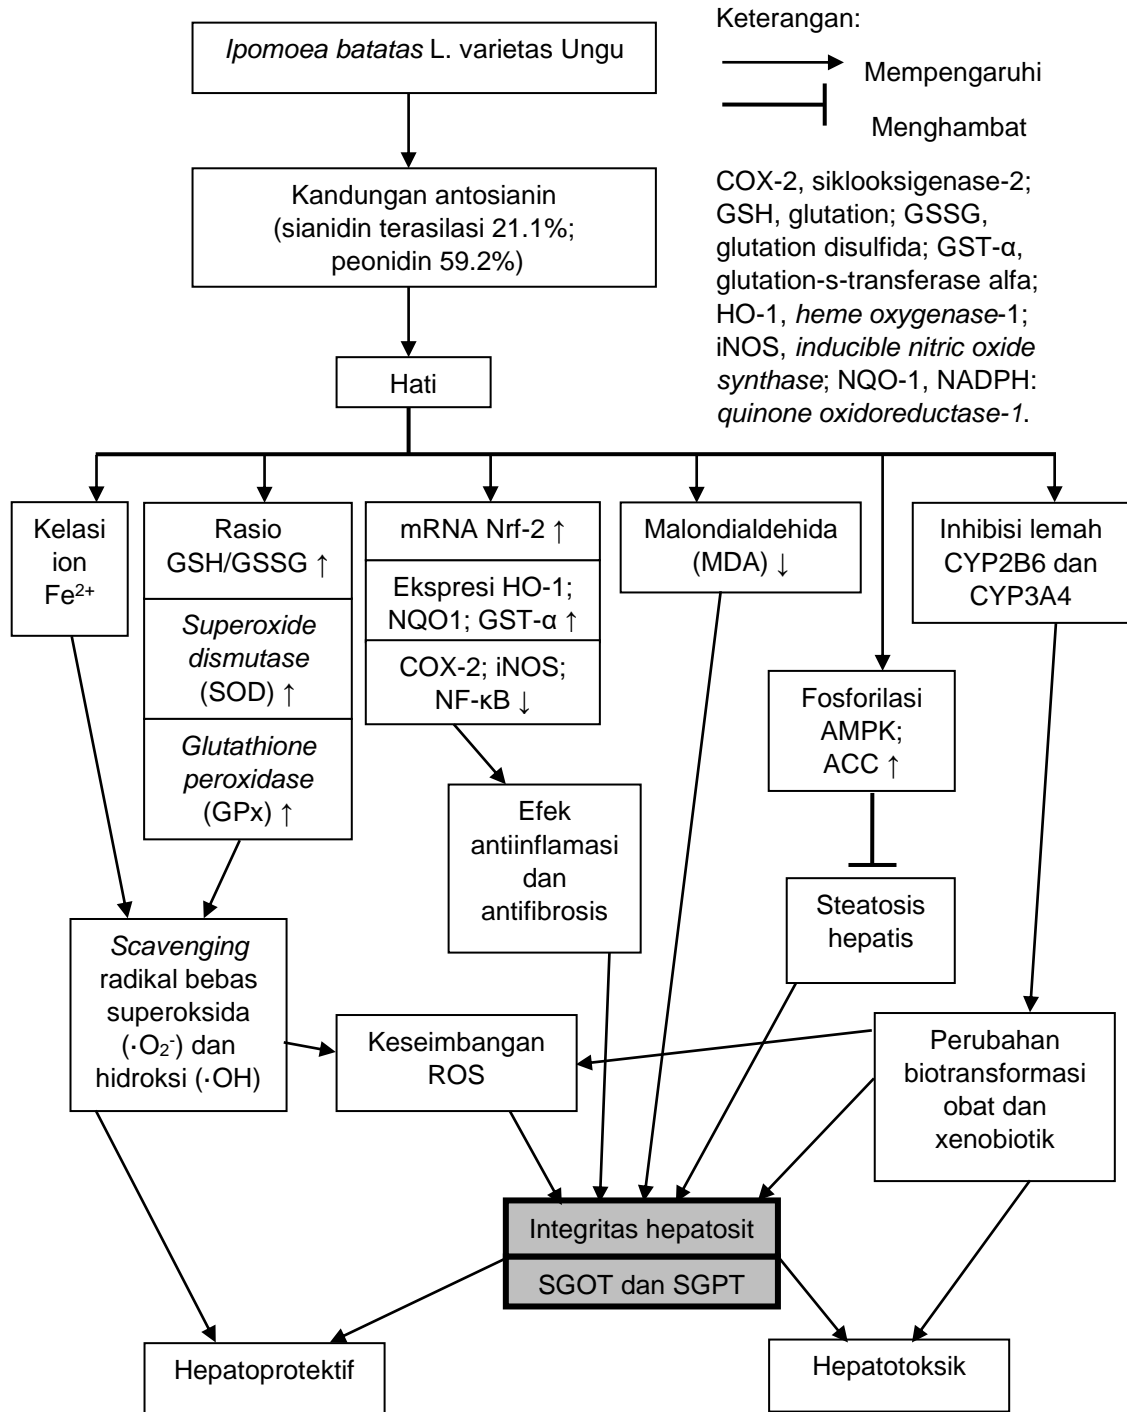 Ipomoea batatas L. varietas Ungu
Keterangan:
Mempengaruhi
Menghambat
COX-2, siklooksigenase-2;
GSH, glutation; GSSG,
glutation disulfida; GST-α,
glutation-s-transferase alfa;
HO-1, heme oxygenase-1;
iNOS, inducible nitric oxide
synthase; NQO-1, NADPH:
quinone oxidoreductase-1.
Kandungan antosianin
(sianidin terasilasi 21.1%;
peonidin 59.2%)
Hati
Kelasi
ion
Fe²⁺
Rasio
GSH/GSSG ↑
Superoxide
dismutase
(SOD) ↑
Glutathione
peroxidase
(GPx) ↑
mRNA Nrf-2 ↑
Ekspresi HO-1;
NQO1; GST-α ↑
COX-2; iNOS;
NF-κB ↓
Malondialdehida
(MDA) ↓
Fosforilasi
AMPK;
ACC ↑
Inhibisi lemah
CYP2B6 dan
CYP3A4
Efek
antiinflamasi
dan
antifibrosis
Steatosis
hepatis
Scavenging
radikal bebas
superoksida
(·O₂⁻) dan
hidroksi (·OH)
Keseimbangan
ROS
Perubahan
biotransformasi
obat dan
xenobiotik
Integritas hepatosit
SGOT dan SGPT
Hepatoprotektif
Hepatotoksik